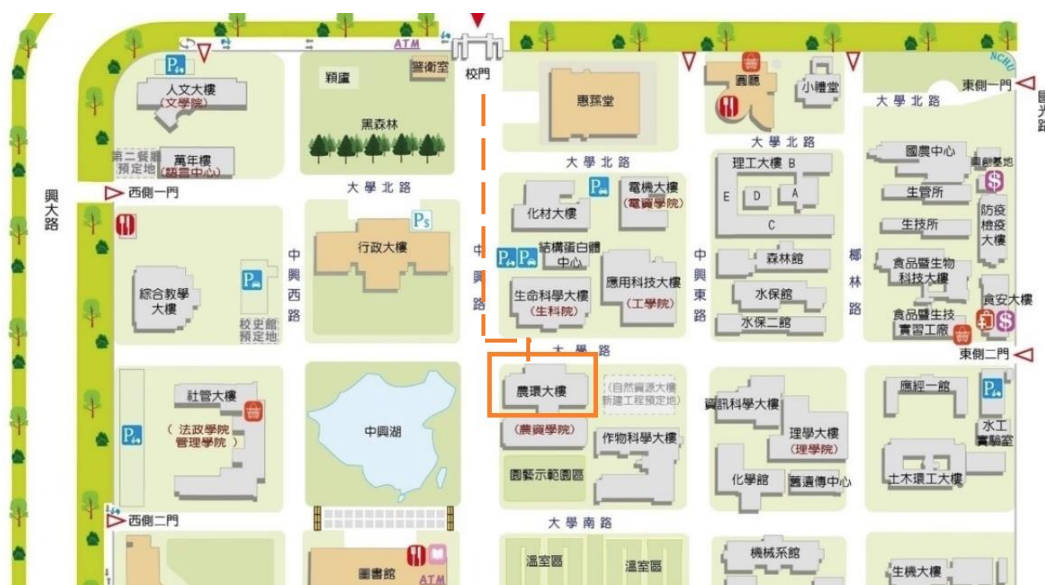 ATM
警衛室
校門
穎廬
黑森林
人文大樓
(文學院)
第二餐廳
預定地
萬年樓
(語言中心)
西側一門
興大路
大學北路
惠蓀堂
大學北路
圓廳
小禮堂
大學北路
大學北路
NCHU
東側一門
國光路
國農中心
興創基地
生管所
生技所
防疫
檢疫
大樓
食品暨生物
科技大樓
食安大樓
食品暨生技
實習工廠
東側二門
理工大樓 B
E
D
A
C
森林館
水保館
水保二館
椰林路
中興東路
化材大樓
電機大樓
(電資學院)
結構蛋白體
中心
生命科學大樓
(生科院)
應用科技大樓
(工學院)
中興路
行政大樓
中興西路
綜合教學
大樓
校史館
預定地
大學路
農環大樓
(農資學院)
(自然資源大樓
新建工程預定地)
作物科學大樓
園藝示範園區
資訊科學大樓
理學大樓
(理學院)
化學館
舊遺傳中心
應經一館
水工
實驗室
土木環工大樓
社管大樓
( 法政學院
管理學院 )
中興湖
西側二門
大學南路
圖書館
ATM
溫室區
溫室區
機械系館
生機大樓